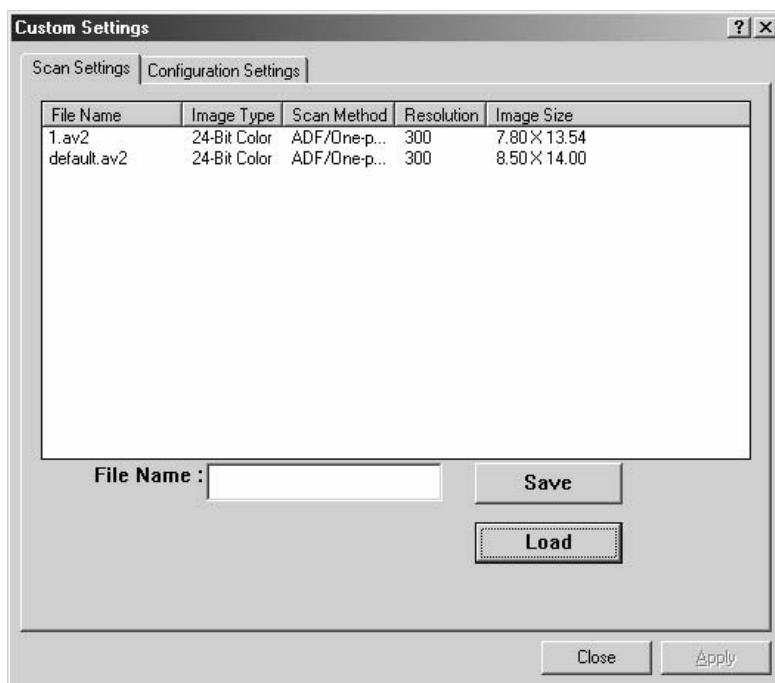 Custom Settings
Scan Settings Configuration Settings
File Name Image Type Scan Method Resolution Image Size
1.av2 24-Bit Color ADF/One-p... 300 7.80 X 13.54
default.av2 24-Bit Color ADF/One-p... 300 8.50 X 14.00
File Name : Save
Load
Close Apply